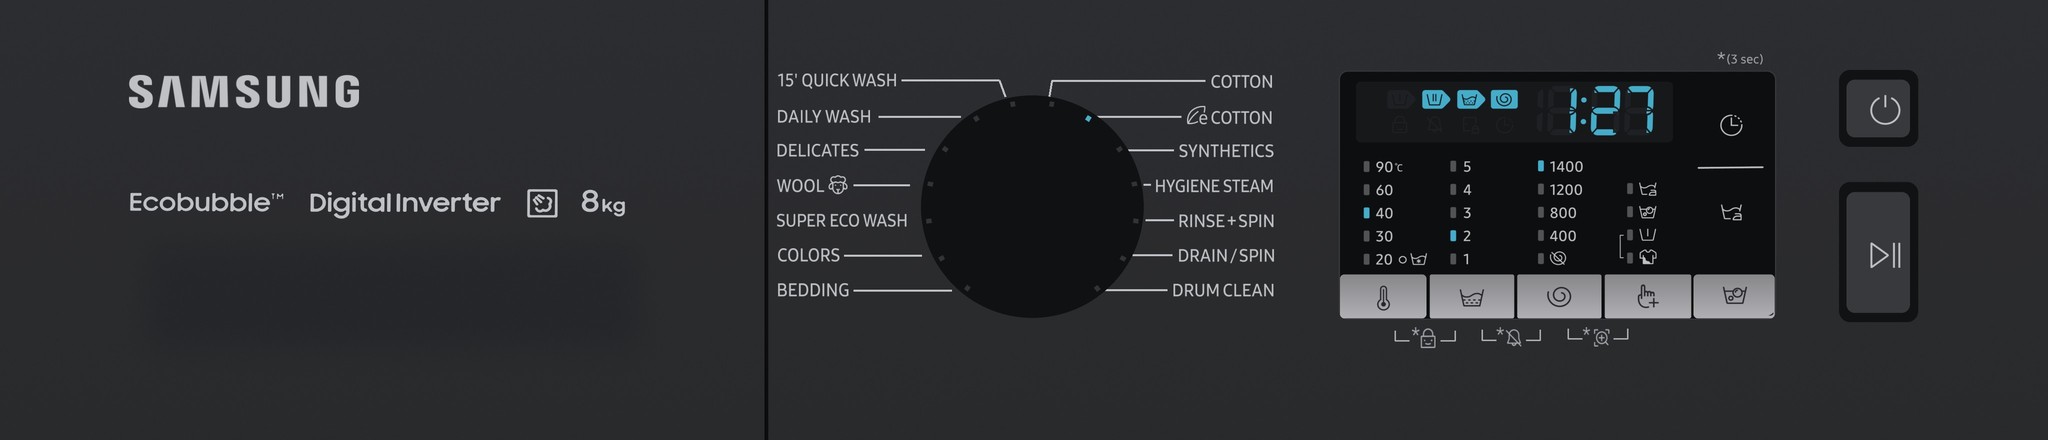 SAMSUNG
Ecobubble™ Digital Inverter 8kg
15' QUICK WASH
DAILY WASH
DELICATES
WOOL
SUPER ECO WASH
COLORS
BEDDING
COTTON
e COTTON
SYNTHETICS
HYGIENE STEAM
RINSE+SPIN
DRAIN/SPIN
DRUM CLEAN
*(3 sec)
1:27
90℃ 5 1400
60 4 1200
40 3 800
30 2 400
20 1
* * *